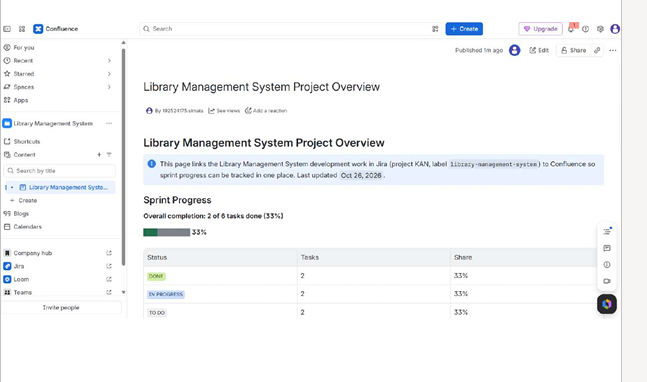 Confluence
Search
+ Create
Upgrade
For you
Recent
Starred
Spaces
Apps
Library Management System
Shortcuts
Content
Search by title
Library Management Syste...
+ Create
Blogs
Calendars
Company hub
Jira
Loom
Teams
Invite people
Published 1m ago
Edit
Share
Library Management System Project Overview
See views
Add a reaction
Library Management System Project Overview
This page links the Library Management System development work in Jira (project KAN, label library-management-system) to Confluence so
sprint progress can be tracked in one place. Last updated Oct 26, 2026.
Sprint Progress
Overall completion: 2 of 6 tasks done (33%)
33%
Status Tasks Share
DONE 2 33%
IN PROGRESS 2 33%
TO DO 2 33%